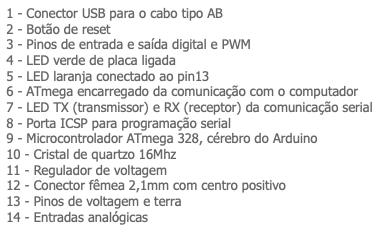 1 - Conector USB para o cabo tipo AB
2 - Botão de reset
3 - Pinos de entrada e saída digital e PWM
4 - LED verde de placa ligada
5 - LED laranja conectado ao pin13
6 - ATmega encarregado da comunicação com o computador
7 - LED TX (transmissor) e RX (receptor) da comunicação serial
8 - Porta ICSP para programação serial
9 - Microcontrolador ATmega 328, cérebro do Arduino
10 - Cristal de quartzo 16Mhz
11 - Regulador de voltagem
12 - Conector fêmea 2,1mm com centro positivo
13 - Pinos de voltagem e terra
14 - Entradas analógicas